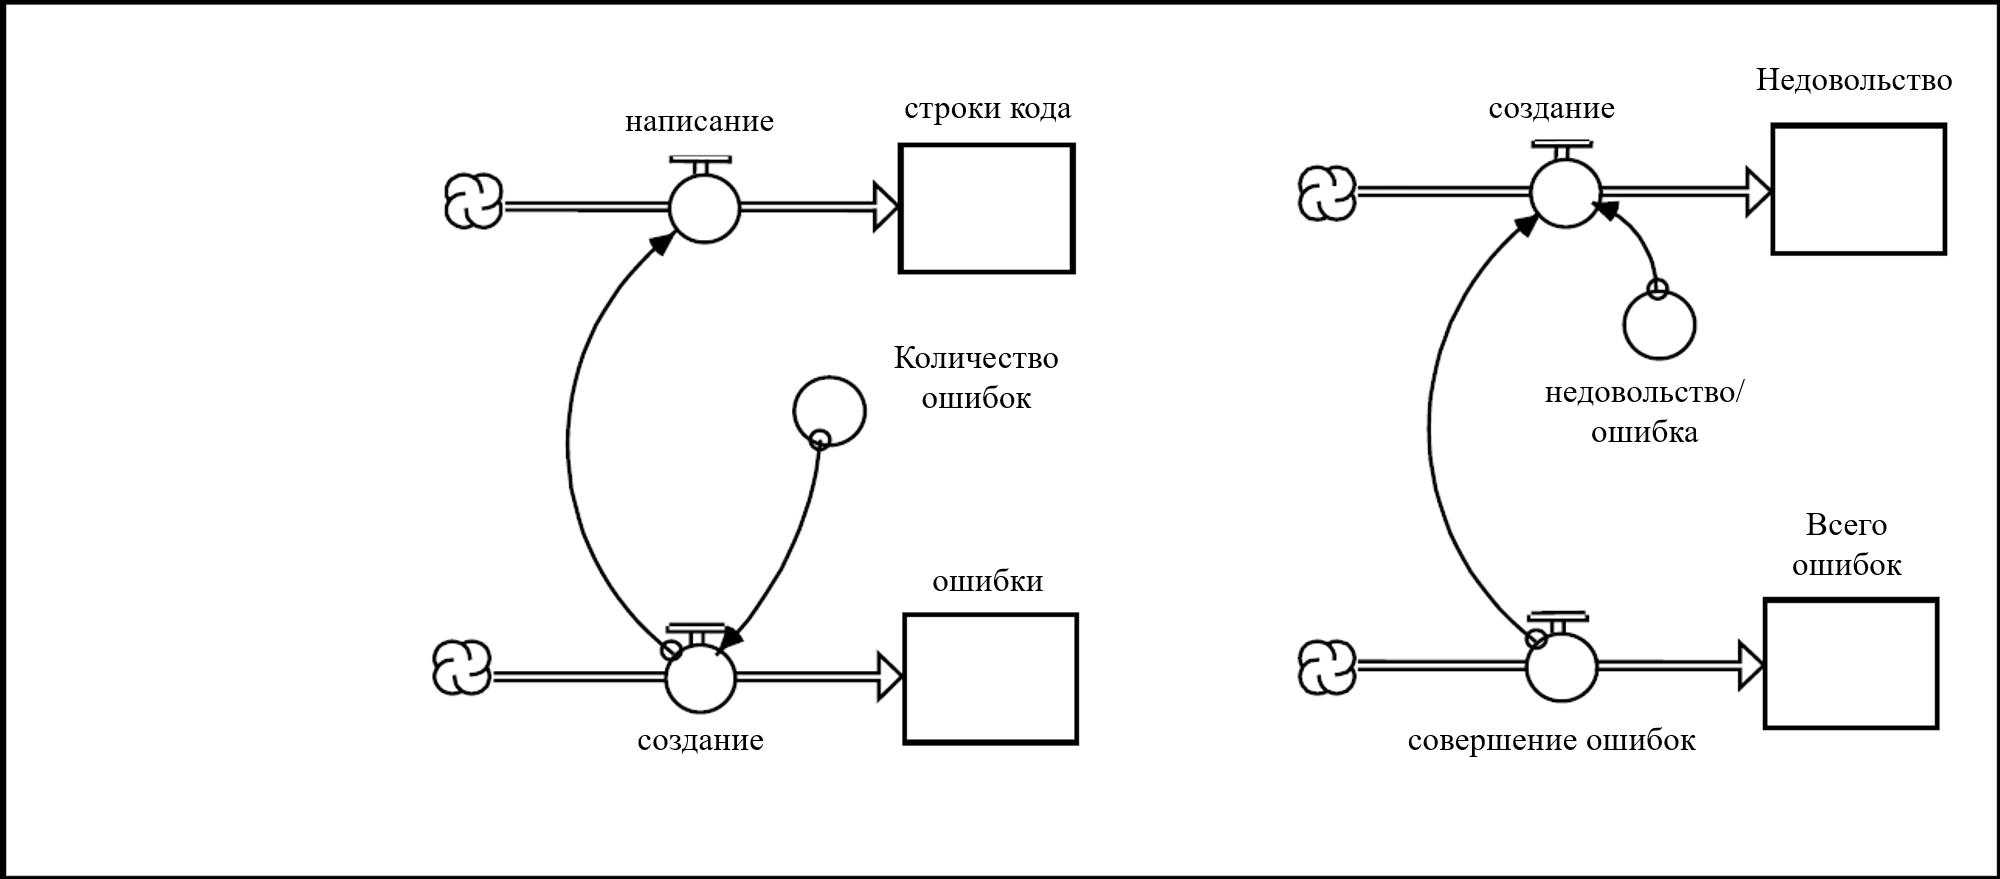 написание
строки кода
Количество
ошибок
ошибки
создание
создание
Недовольство
недовольство/
ошибка
Всего
ошибок
совершение ошибок